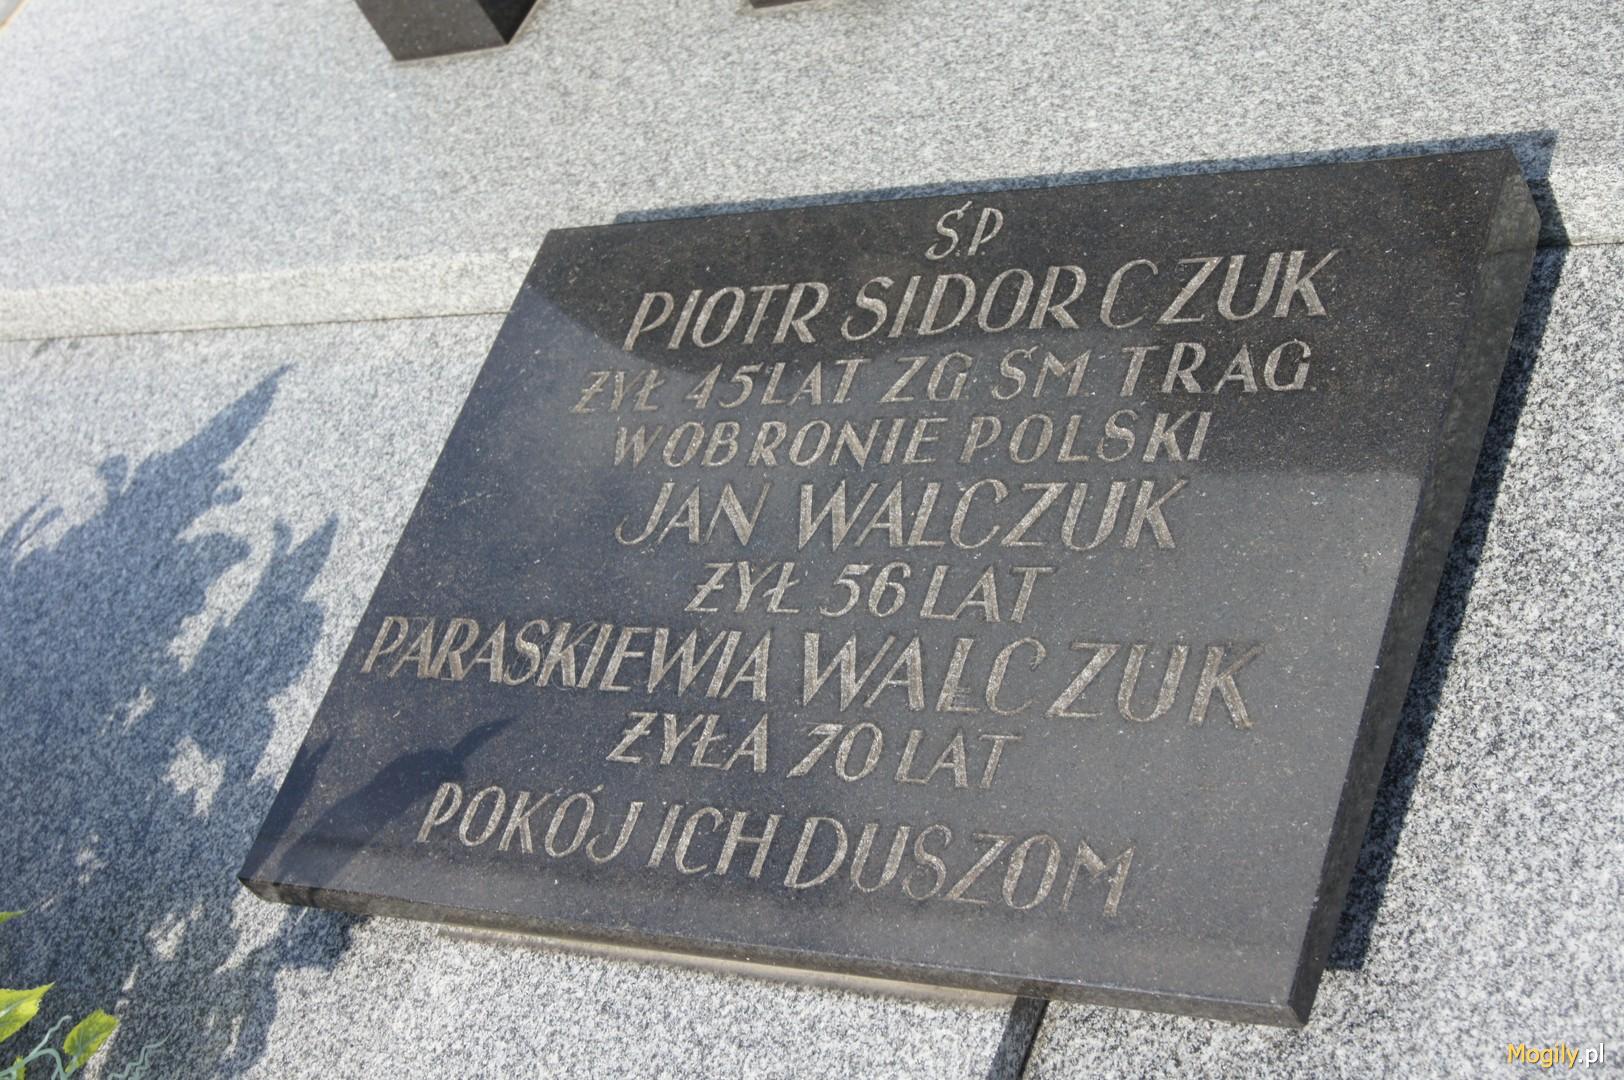 ŚP
PIOTR SIDORCZUK
ŻYŁ 45 LAT ZG. ŚM. TRAG
W OBRONIE POLSKI
JAN WALCZUK
ŻYŁ 56 LAT
PARASKIEWIA WALCZUK
ŻYŁA 70 LAT
POKÓJ ICH DUSZOM
Mogily.pl